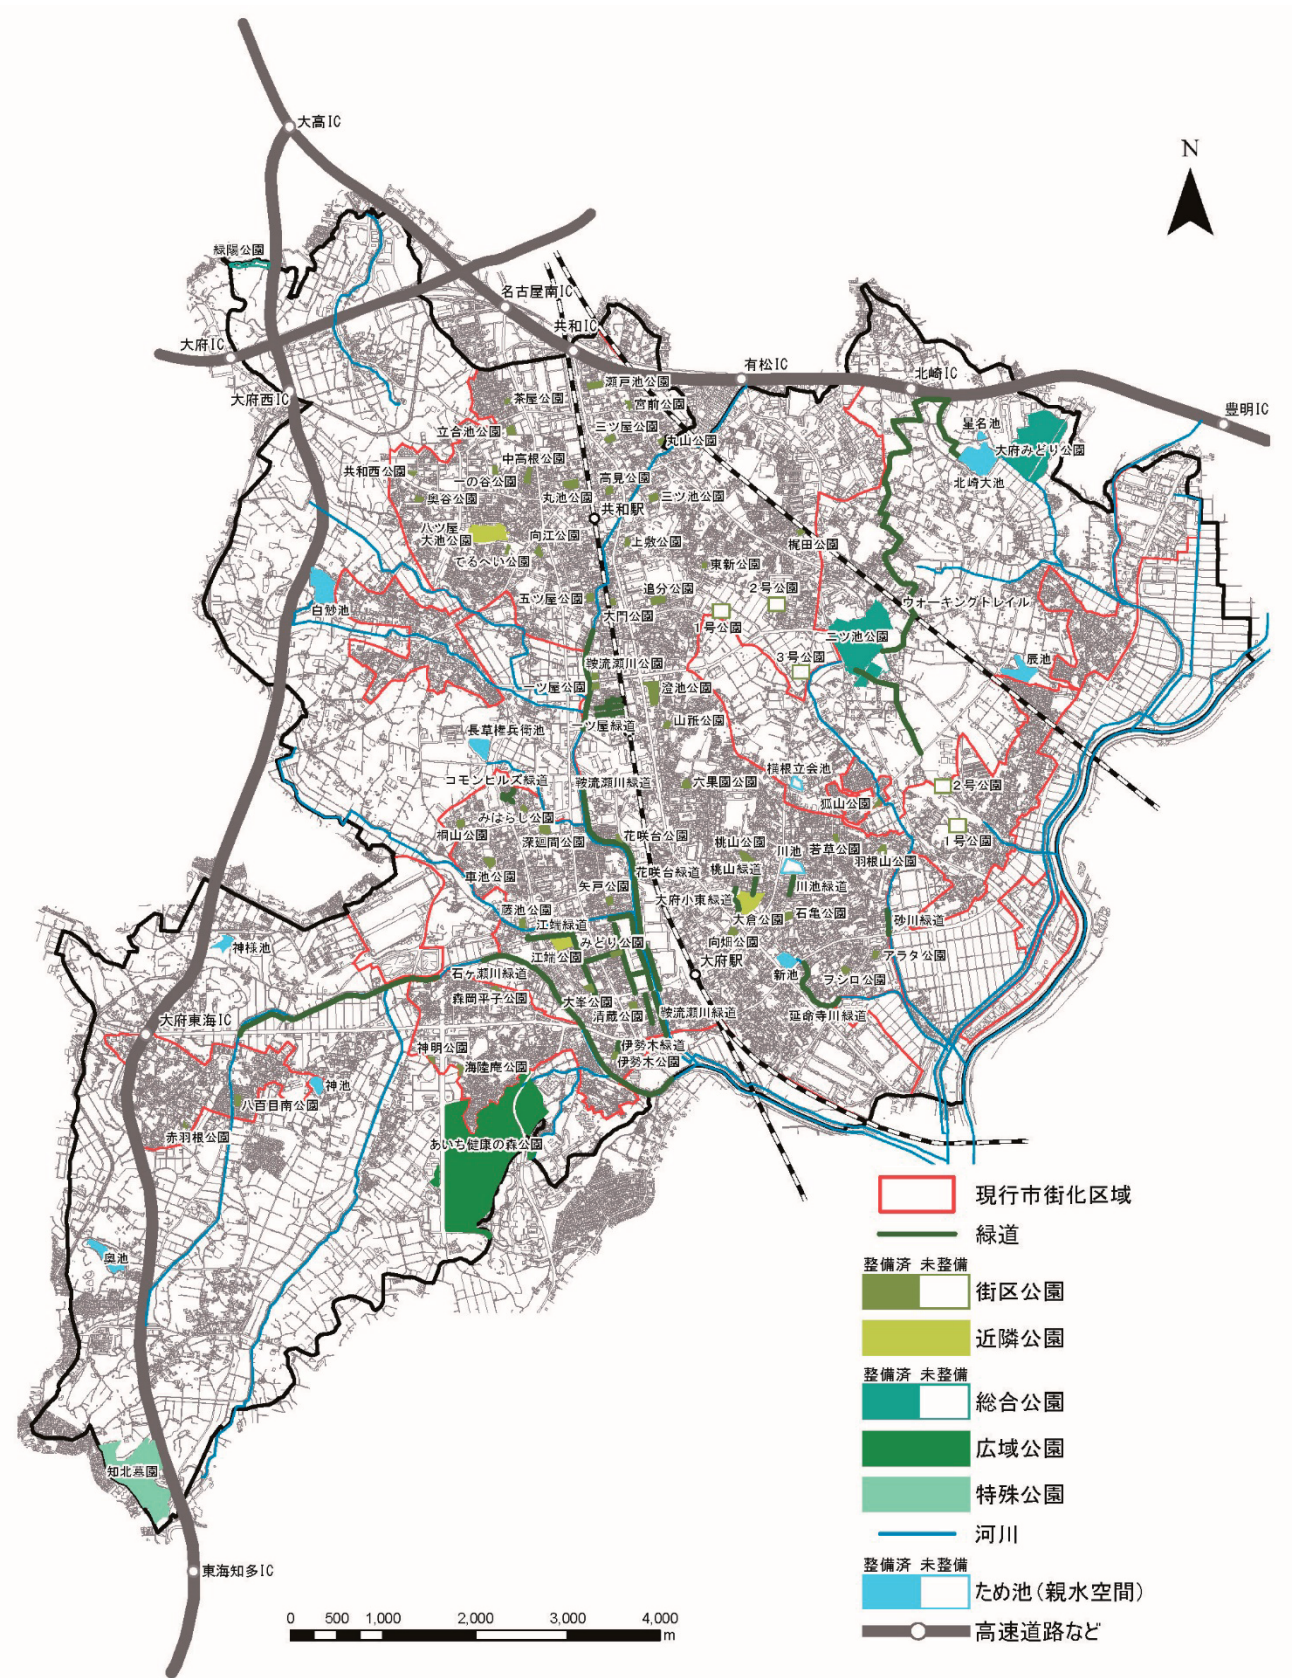 大高IC
N
緑陽公園
名古屋南IC
共和IC
大府IC
有松IC
北崎IC
大府西IC
豊明IC
瀬戸池公園
茶屋公園
宮前公園
星名池
立合池公園
三ツ屋公園
丸山公園
大府みどり公園
中高根公園
共和西公園
一の谷公園
高見公園
北崎大池
奥谷公園
丸池公園
三ツ池公園
共和駅
八ツ屋
大池公園
向江公園
上敷公園
梶田公園
でるへい公園
東新公園
追分公園
2号公園
五ツ屋公園
ウオーキングトレイル
白鈔池
大門公園
1号公園
二ツ池公園
鞍流瀬川公園
3号公園
辰池
一ツ屋公園
澄池公園
一ツ屋緑道
山畑公園
長草権兵衛池
横根立会池
コモンヒルズ緑道
鞍流瀬川緑道
六果園公園
2号公園
狐山公園
みはらし公園
桐山公園
深廻間公園
花咲台公園
桃山公園
川池
若草公園
羽根山公園
1号公園
車池公園
花咲台緑道
桃山緑道
矢戸公園
大府小東緑道
川池緑道
藤池公園
大倉公園
石亀公園
江端緑道
砂川緑道
神様池
みどり公園
向畑公園
江端公園
大府駅
アラタ公園
石ヶ瀬川緑道
新池
ヲシロ公園
森岡平子公園
大峯公園
清蔵公園
鞍流瀬川緑道
延命寺川緑道
大府東海IC
伊勢木緑道
神明公園
伊勢木公園
海陸庵公園
神池
八百目南公園
赤羽根公園
あいち健康の森公園
現行市街化区域
緑道
奥池
整備済 未整備
街区公園
近隣公園
整備済 未整備
総合公園
広域公園
知北墓園
特殊公園
河川
整備済 未整備
東海知多IC
ため池(親水空間)
0 500 1,000 2,000 3,000 4,000
m
高速道路など